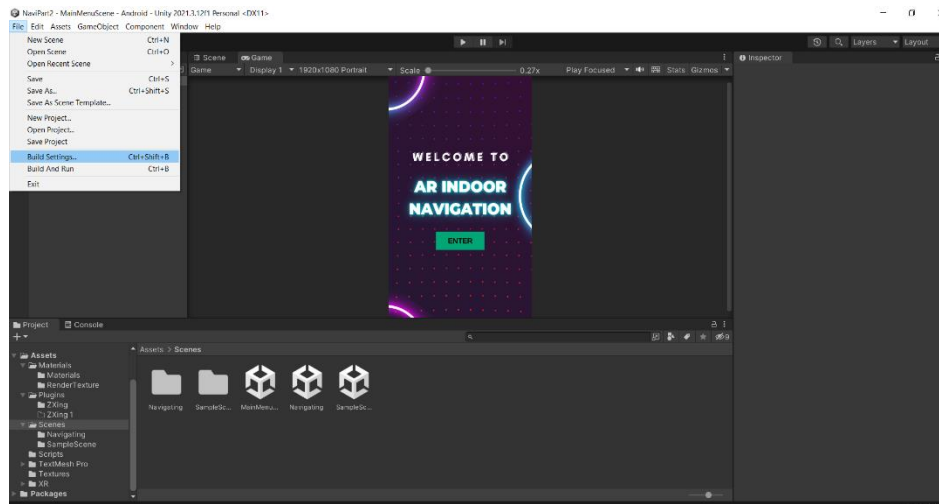 NaviPart2 - MainMenuScene - Android - Unity 2021.3.12f1 Personal <DX11>
File Edit Assets GameObject Component Window Help
New Scene Ctrl+N
Open Scene Ctrl+O
Open Recent Scene >
Save Ctrl+S
Save As.. Ctrl+Shift+S
Save As Scene Template..
New Project..
Open Project..
Save Project
Build Settings.. Ctrl+Shift+B
Build And Run Ctrl+B
Exit
Layers Layout
Scene Game
Game Display 1 1920x1080 Portrait Scale 0.27x Play Focused Stats Gizmos
Inspector
WELCOME TO
AR INDOOR
NAVIGATION
ENTER
Project Console
Assets
Materials
Materials
RenderTexture
Plugins
ZXing
ZXing 1
Scenes
Navigating
SampleScene
Scripts
TextMesh Pro
Textures
XR
Packages
Assets > Scenes
9
Navigating SampleSc... MainMenu... Navigating SampleSc...